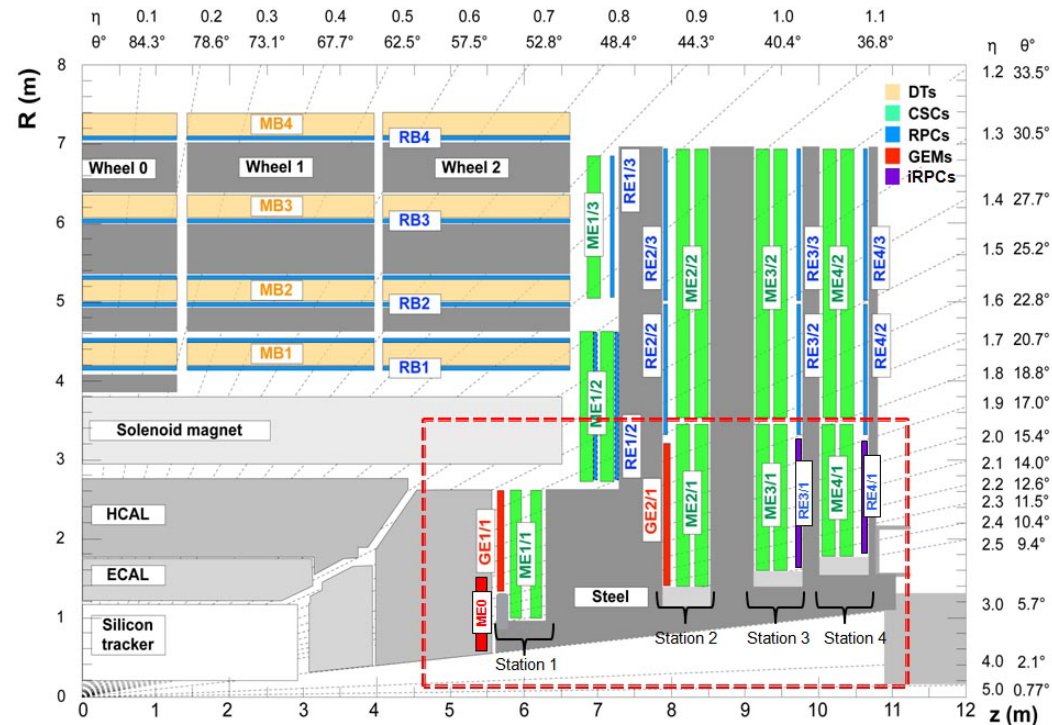 η 0.1 0.2 0.3 0.4 0.5 0.6 0.7 0.8 0.9 1.0 1.1
θ° 84.3° 78.6° 73.1° 67.7° 62.5° 57.5° 52.8° 48.4° 44.3° 40.4° 36.8° η θ°
R (m)
8
7
6
5
4
3
2
1
0
1.2 33.5°
1.3 30.5°
1.4 27.7°
1.5 25.2°
1.6 22.8°
1.7 20.7°
1.8 18.8°
1.9 17.0°
2.0 15.4°
2.1 14.0°
2.2 12.6°
2.3 11.5°
2.4 10.4°
2.5 9.4°
3.0 5.7°
4.0 2.1°
5.0 0.77°
DTs
CSCs
RPCs
GEMs
iRPCs
MB4
RB4
Wheel 0 Wheel 1 Wheel 2
MB3
RB3
MB2
RB2
MB1
RB1
Solenoid magnet
HCAL
ECAL
Silicon
tracker
ME1/3
RE1/3
RE2/3
ME2/2
ME3/2
RE3/3
ME4/2
RE4/3
RE2/2
RE3/2
RE4/2
ME1/2
RE1/2
GE1/1
ME1/1
GE2/1
ME2/1
ME3/1
RE3/1
ME4/1
RE4/1
ME0
Steel
Station 1
Station 2
Station 3
Station 4
0 1 2 3 4 5 6 7 8 9 10 11 12
z (m)